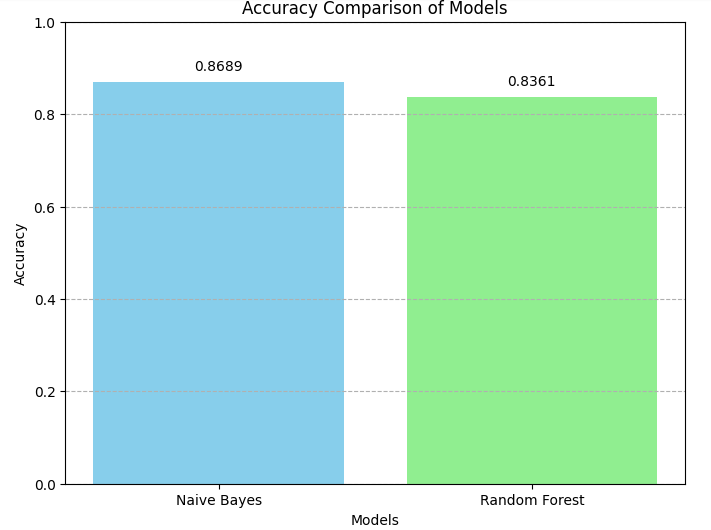 Accuracy Comparison of Models
1.0
0.8
0.6
0.4
0.2
0.0
Accuracy
0.8689
0.8361
Naive Bayes
Random Forest
Models